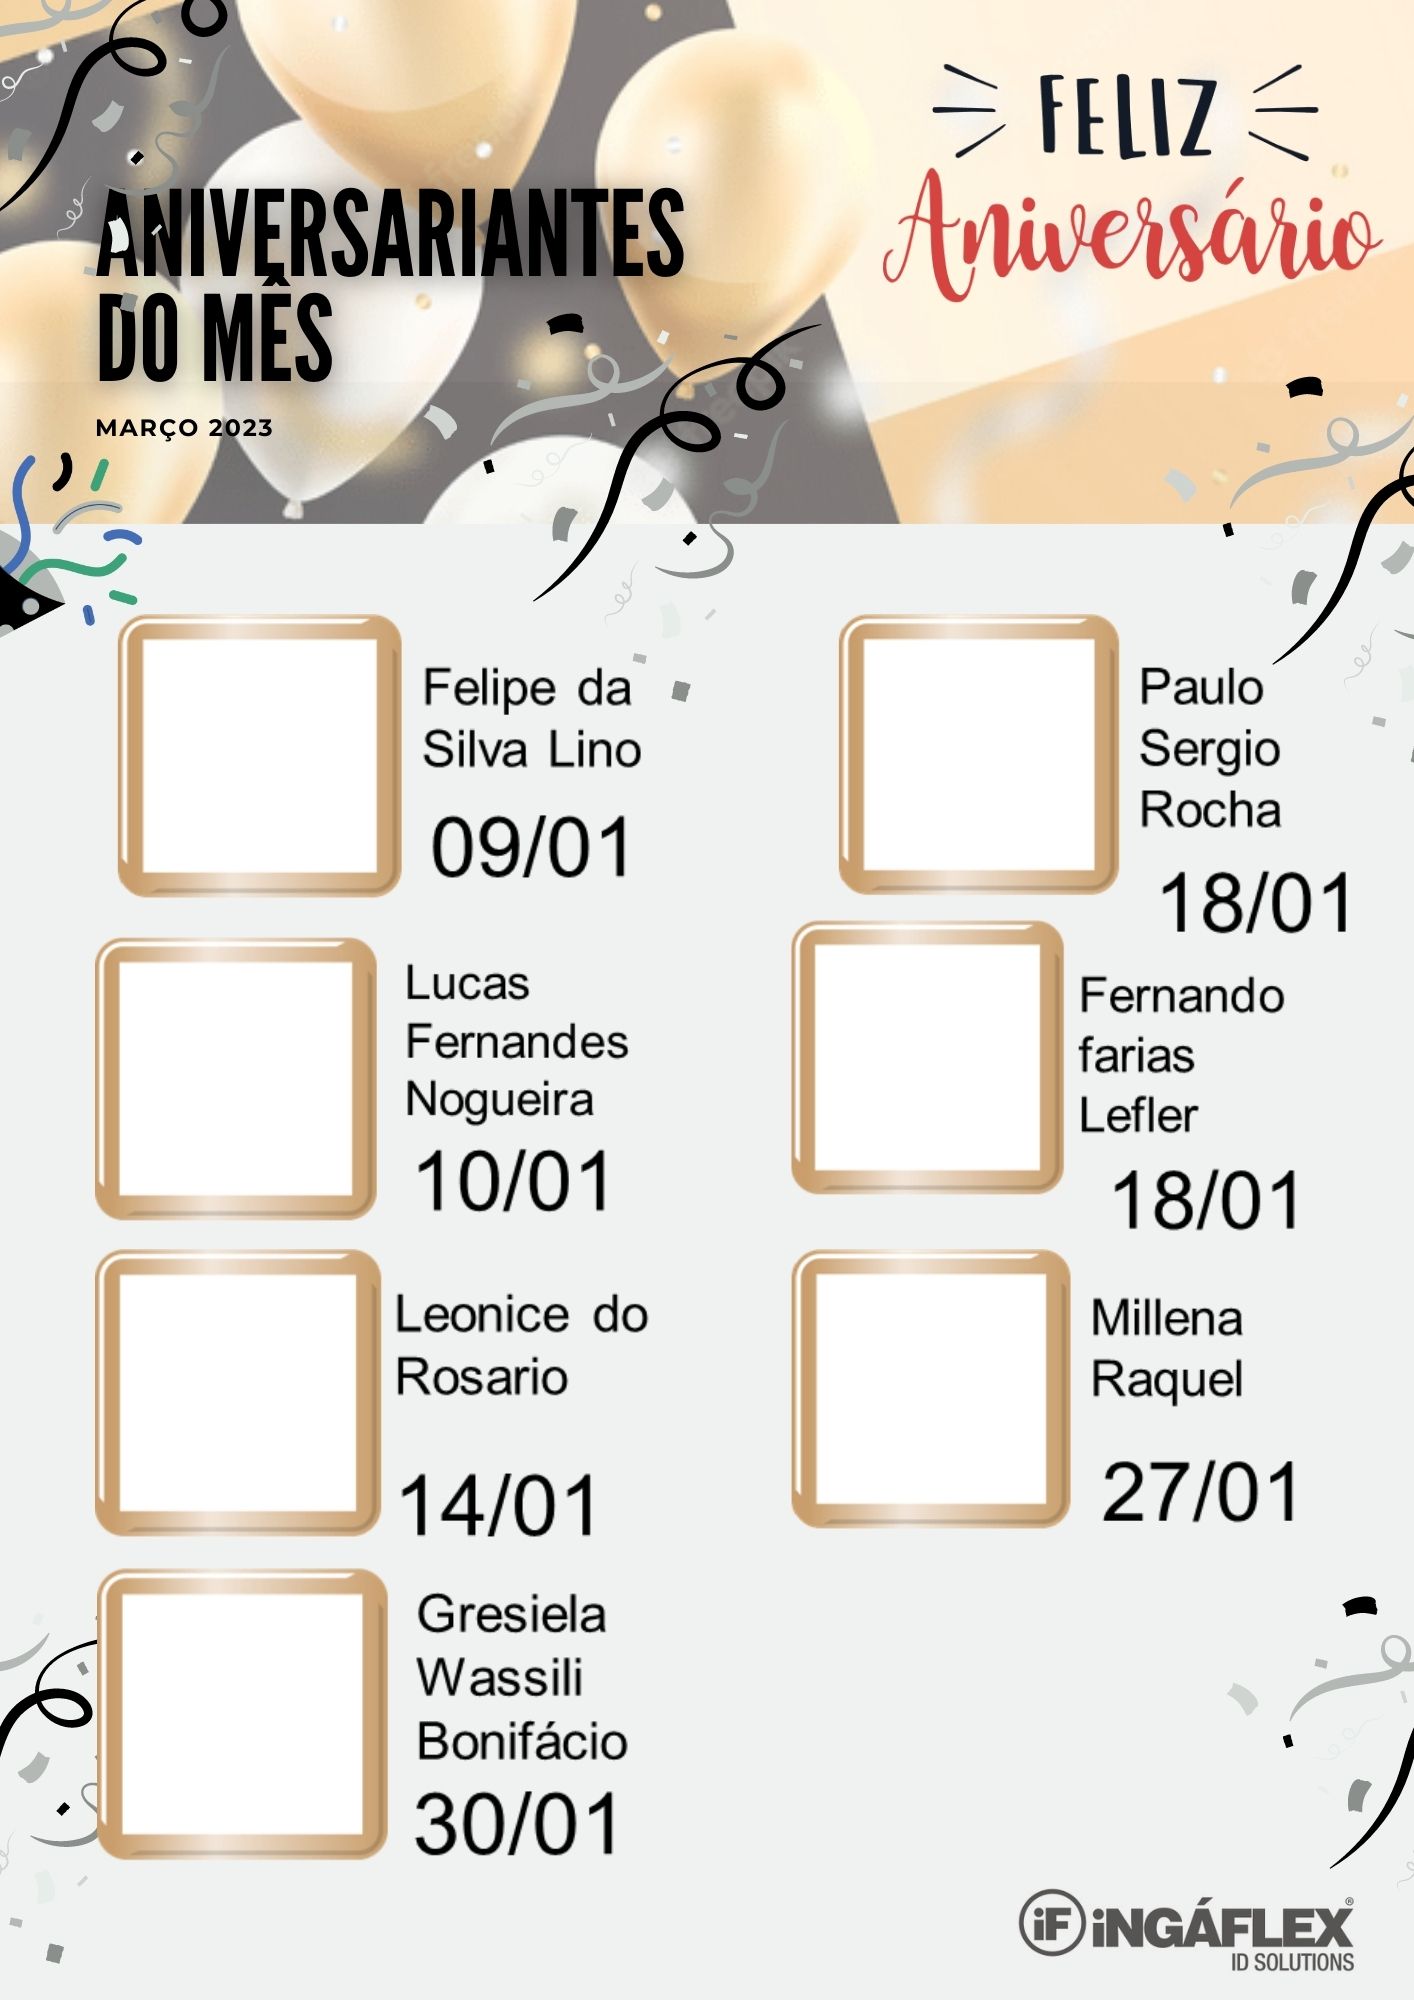 FELIZ
Aniversário
ANIVERSARIANTES
DO MÊS
MARÇO 2023
Felipe da
Silva Lino
09/01
Paulo
Sergio
Rocha
18/01
Lucas
Fernandes
Nogueira
10/01
Fernando
farias
Lefler
18/01
Leonice do
Rosario
14/01
Millena
Raquel
27/01
Gresiela
Wassili
Bonifácio
30/01
iF iNGÁFLEX®
ID SOLUTIONS